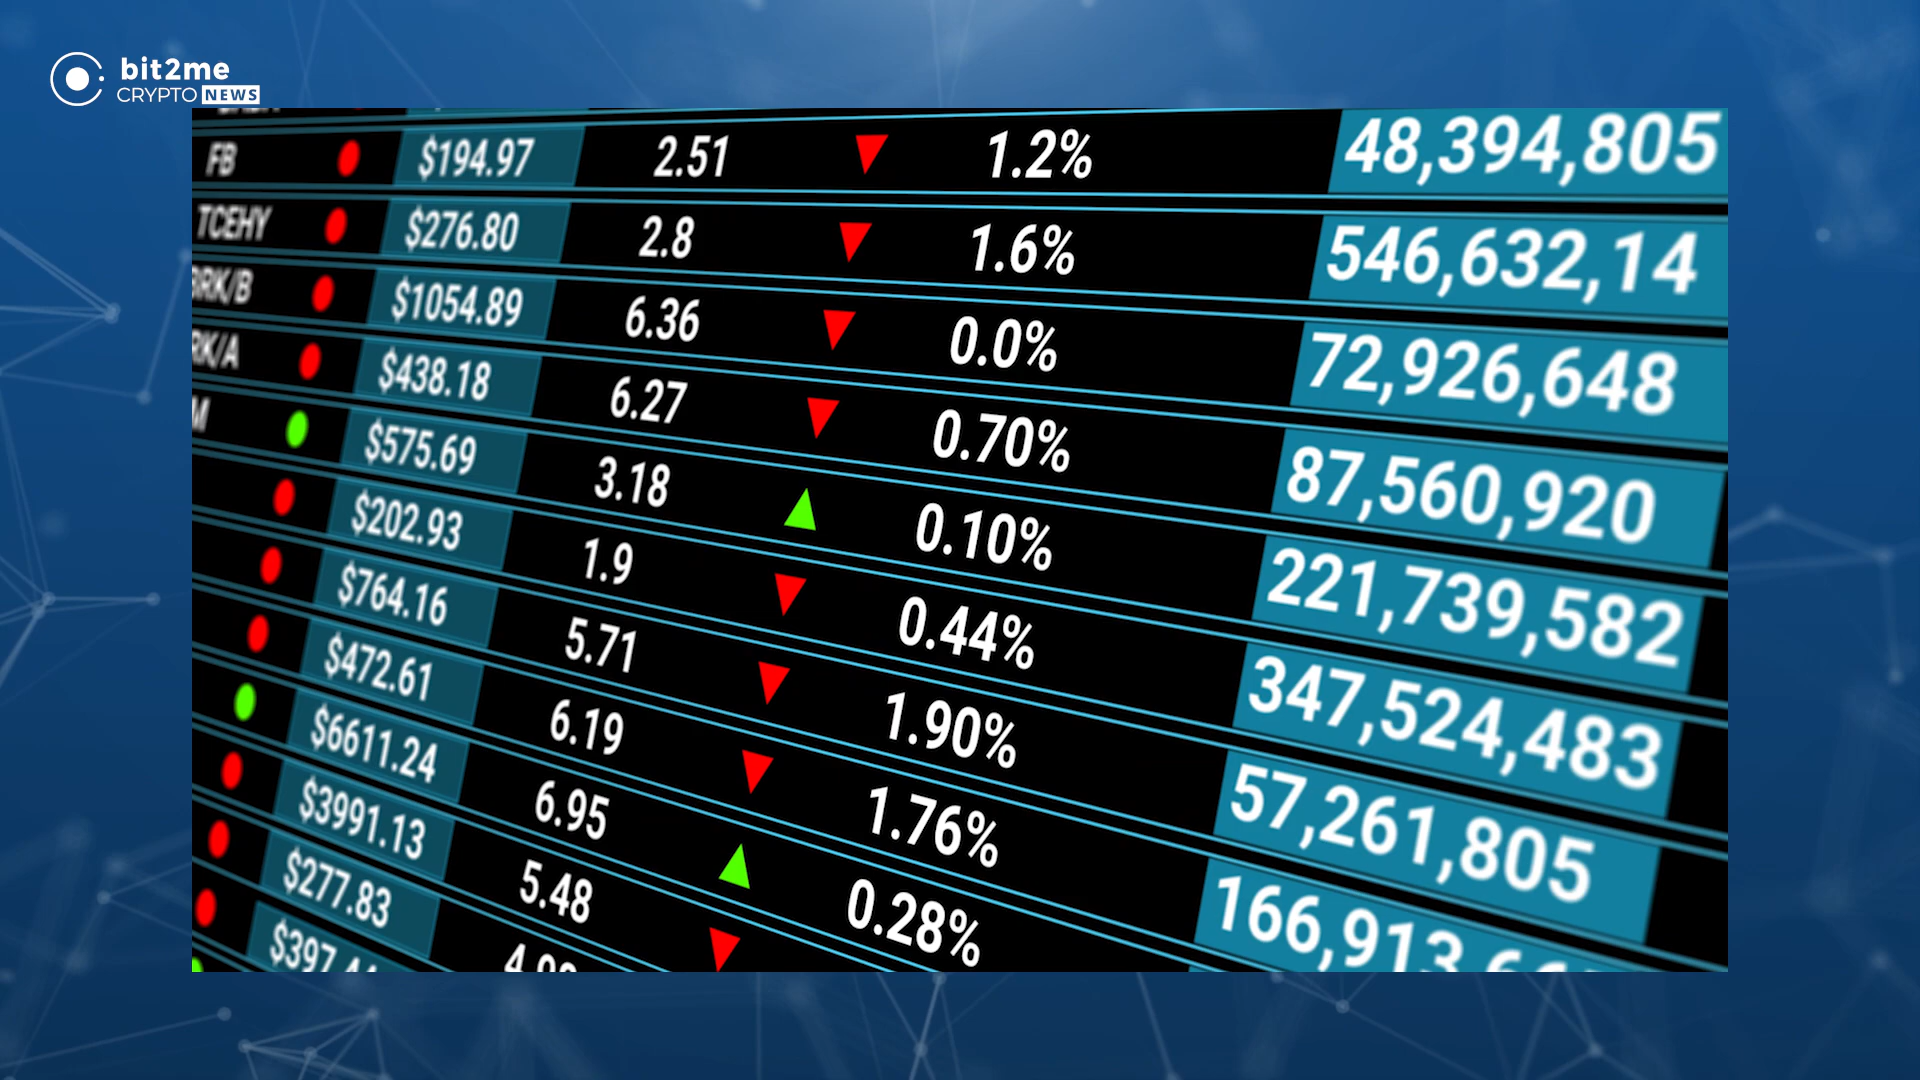 bit2me
CRYPTO NEWS
FB $194.97 2.51 1.2% 48,394,805
TCEHY $276.80 2.8 1.6% 546,632,14
BRK/B $1054.89 6.36 0.0% 72,926,648
RK/A $438.18 6.27 0.70% 87,560,920
M $575.69 3.18 0.10% 221,739,582
$202.93 1.9 0.44% 347,524,483
$764.16 5.71 1.90% 57,261,805
$472.61 6.19 1.76%
$6611.24 6.95 0.28%
$3991.13 5.48
$277.83